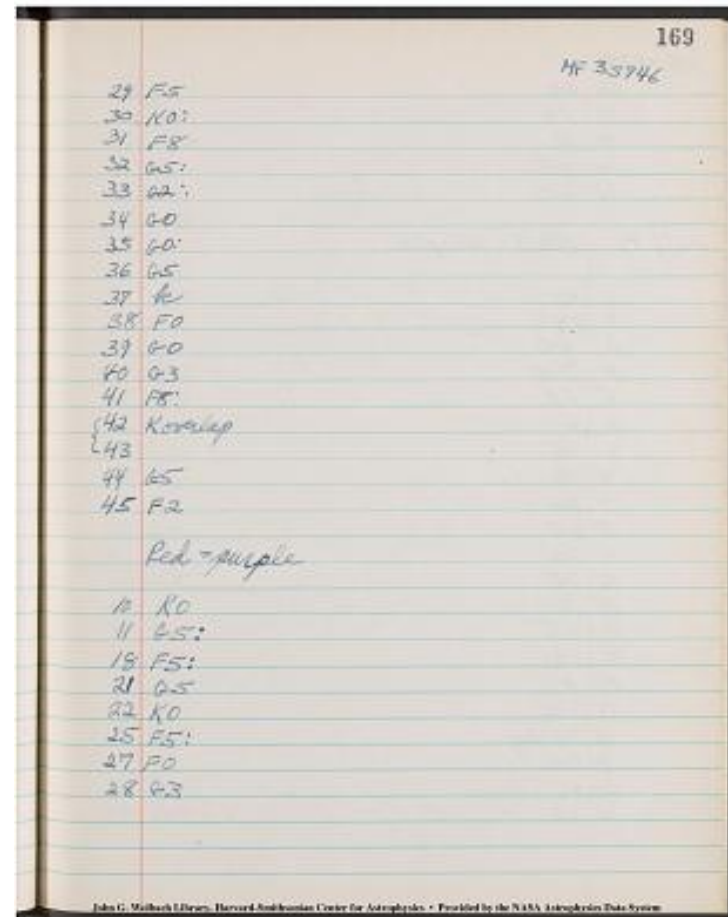 169
MF 35946
29 F5
30 K0:
31 F8
32 G5:
33 G2:
34 G0
35 G0:
36 G5
37 K
38 F0
39 G0
40 G3
41 F8:
42 K overlap
43
44 G5
45 F2
Red = purple
10 K0
11 G5:
18 F5:
21 G5
22 K0
25 F5:
27 F0
28 G3
John G. Wolbach Library, Harvard-Smithsonian Center for Astrophysics • Provided by the NASA Astrophysics Data System